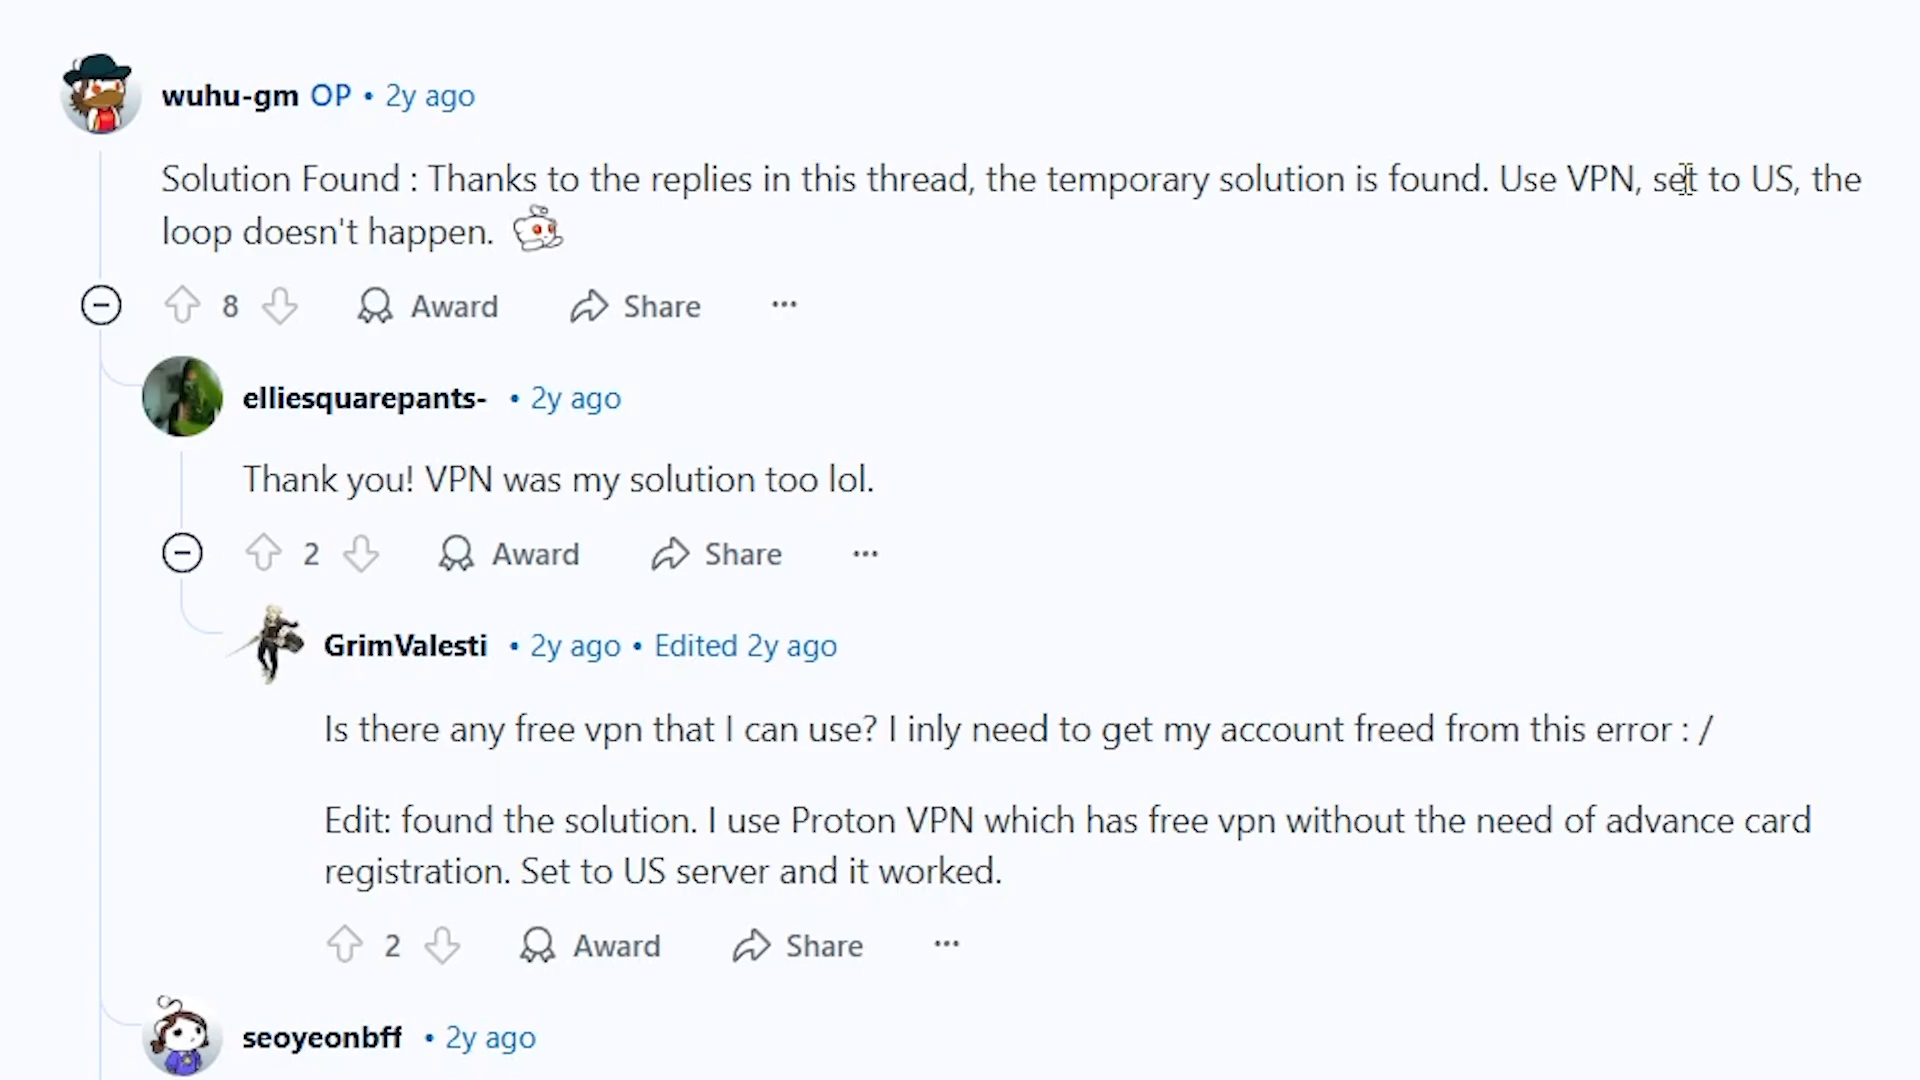 wuhu-gm OP • 2y ago
Solution Found : Thanks to the replies in this thread, the temporary solution is found. Use VPN, set to US, the
loop doesn't happen.
8 Award Share ...
elliesquarepants- • 2y ago
Thank you! VPN was my solution too lol.
2 Award Share ...
GrimValesti • 2y ago • Edited 2y ago
Is there any free vpn that I can use? I inly need to get my account freed from this error : /
Edit: found the solution. I use Proton VPN which has free vpn without the need of advance card
registration. Set to US server and it worked.
2 Award Share ...
seoyeonbff • 2y ago